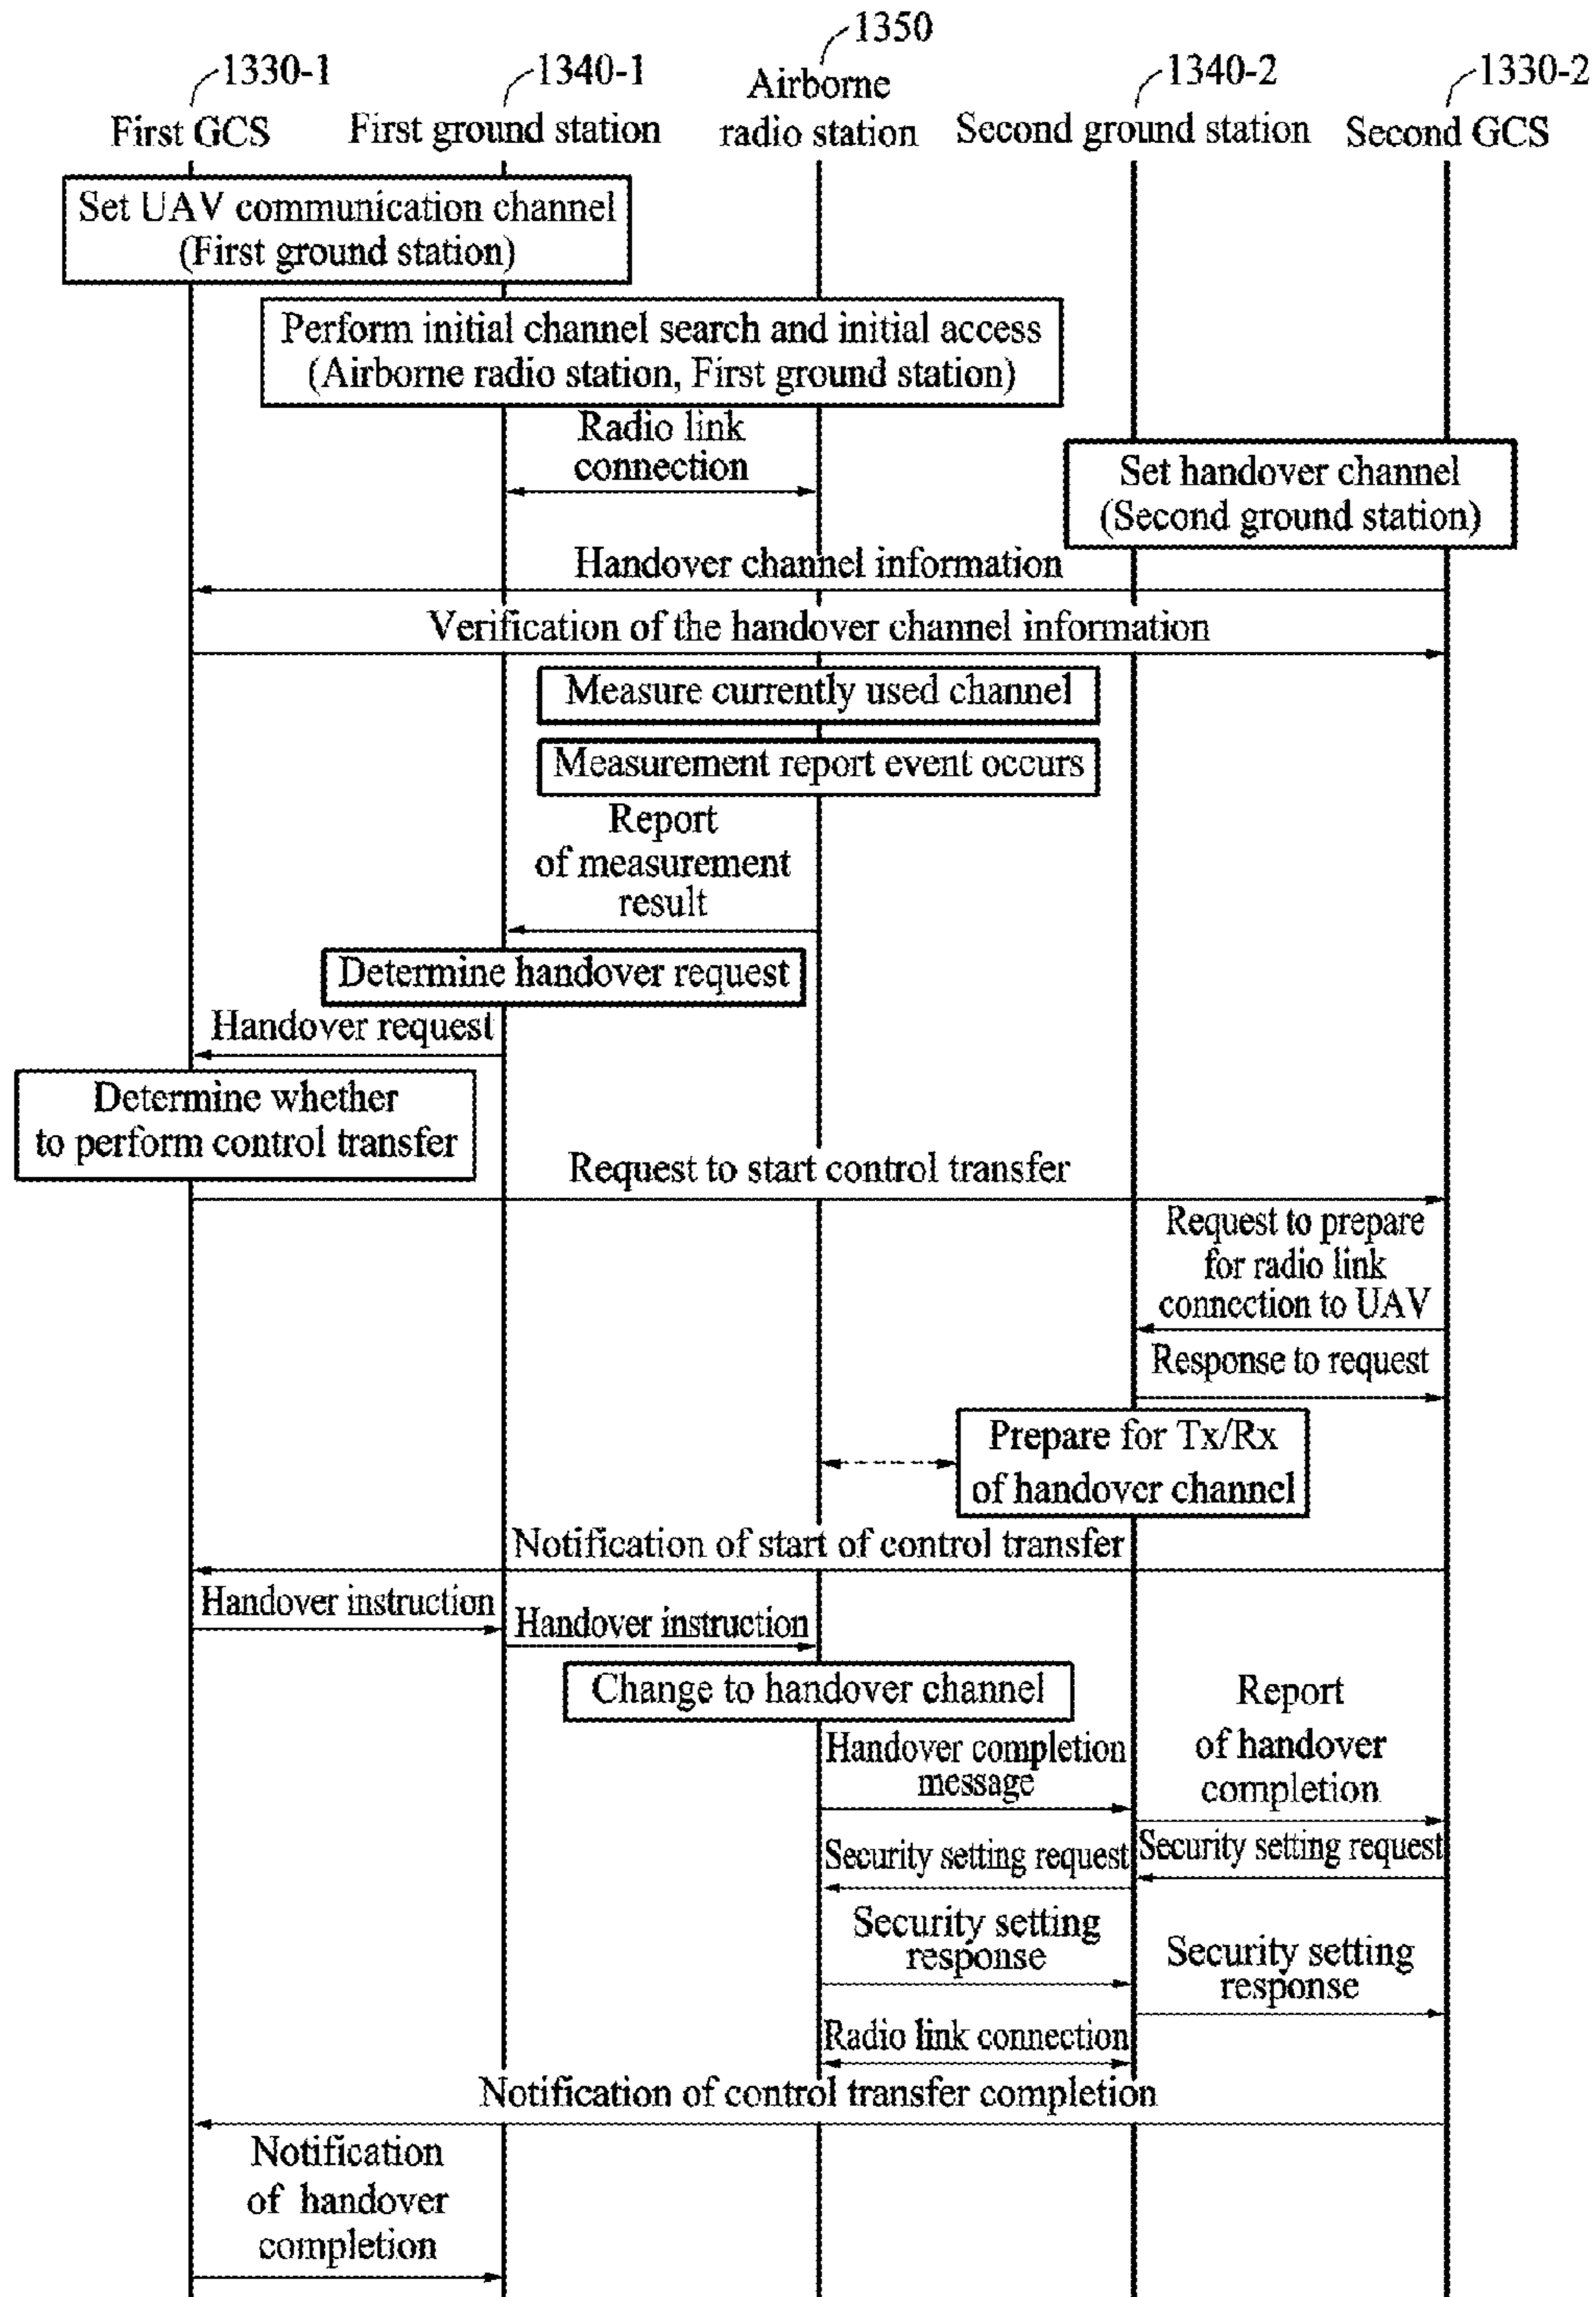 1350
1330-1
1340-1
1340-2
1330-2
First GCS
First ground station
Airborne
radio station
Second ground station
Second GCS
Set UAV communication channel
(First ground station)
Perform initial channel search and initial access
(Airborne radio station, First ground station)
Radio link
connection
Set handover channel
(Second ground station)
Handover channel information
Verification of the handover channel information
Measure currently used channel
Measurement report event occurs
Report
of measurement
result
Determine handover request
Handover request
Determine whether
to perform control transfer
Request to start control transfer
Request to prepare
for radio link
connection to UAV
Response to request
Prepare for Tx/Rx
of handover channel
Notification of start of control transfer
Handover instruction
Handover instruction
Change to handover channel
Handover completion
message
Report
of handover
completion
Security setting request
Security setting request
Security setting
response
Security setting
response
Radio link connection
Notification of control transfer completion
Notification
of handover
completion